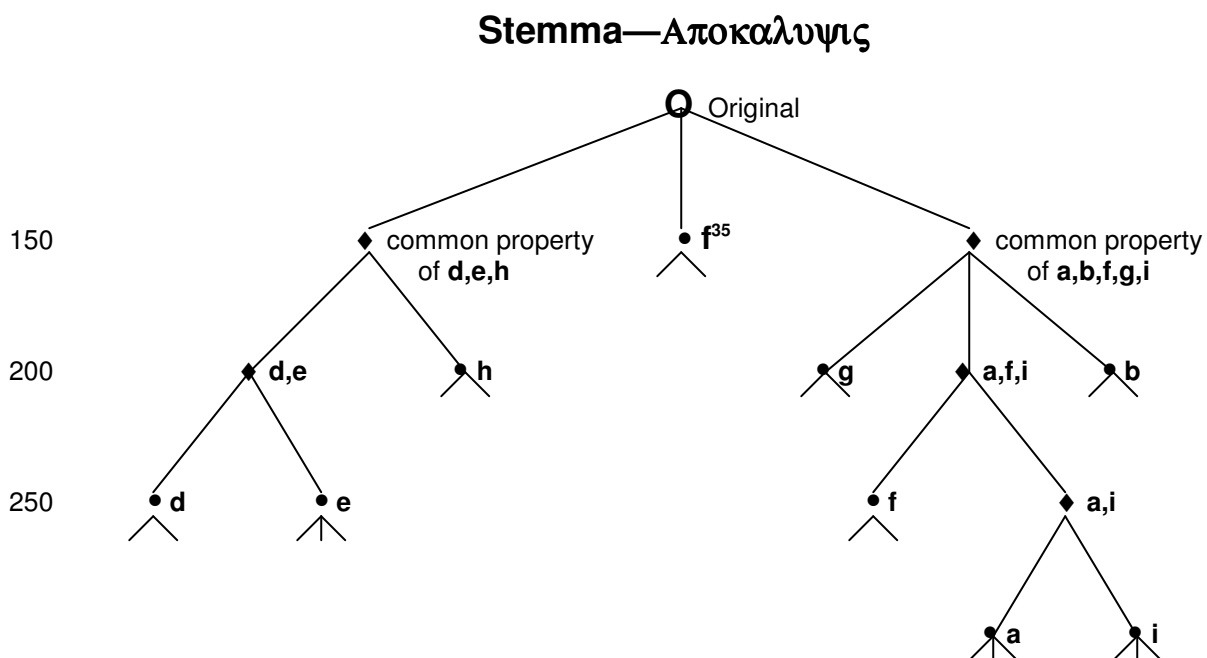 Stemma—Αποκαλυψις
O Original
150 common property f³⁵ common property
of d,e,h of a,b,f,g,i
200 d,e h g a,f,i b
250 d e f a,i
a i